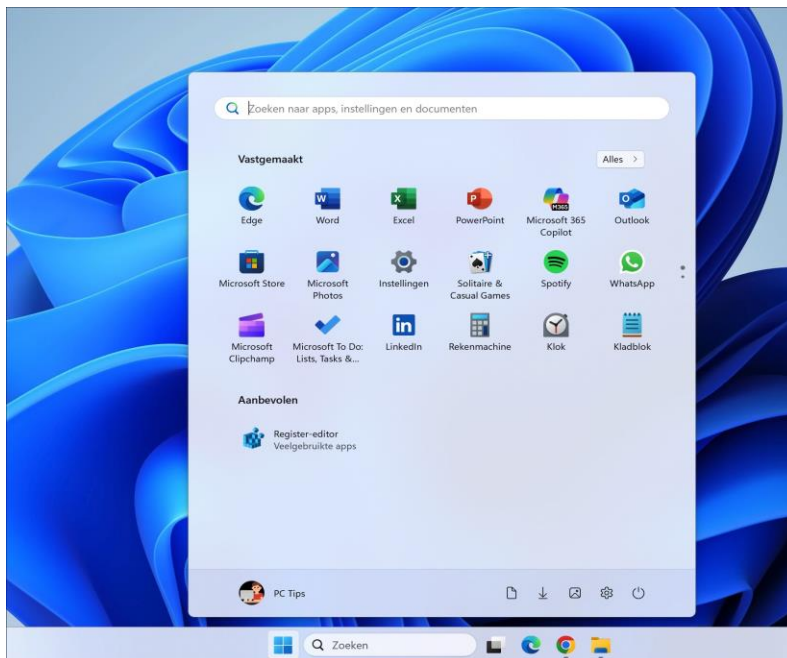 Zoeken naar apps, instellingen en documenten
Vastgemaakt
Alles
Edge
Word
Excel
PowerPoint
Microsoft 365
Copilot
Outlook
Microsoft Store
Microsoft
Photos
Instellingen
Solitaire &
Casual Games
Spotify
WhatsApp
Microsoft
Clipchamp
Microsoft To Do:
Lists, Tasks &...
LinkedIn
Rekenmachine
Klok
Kladblok
Aanbevolen
Register-editor
Veelgebruikte apps
PC Tips
Zoeken